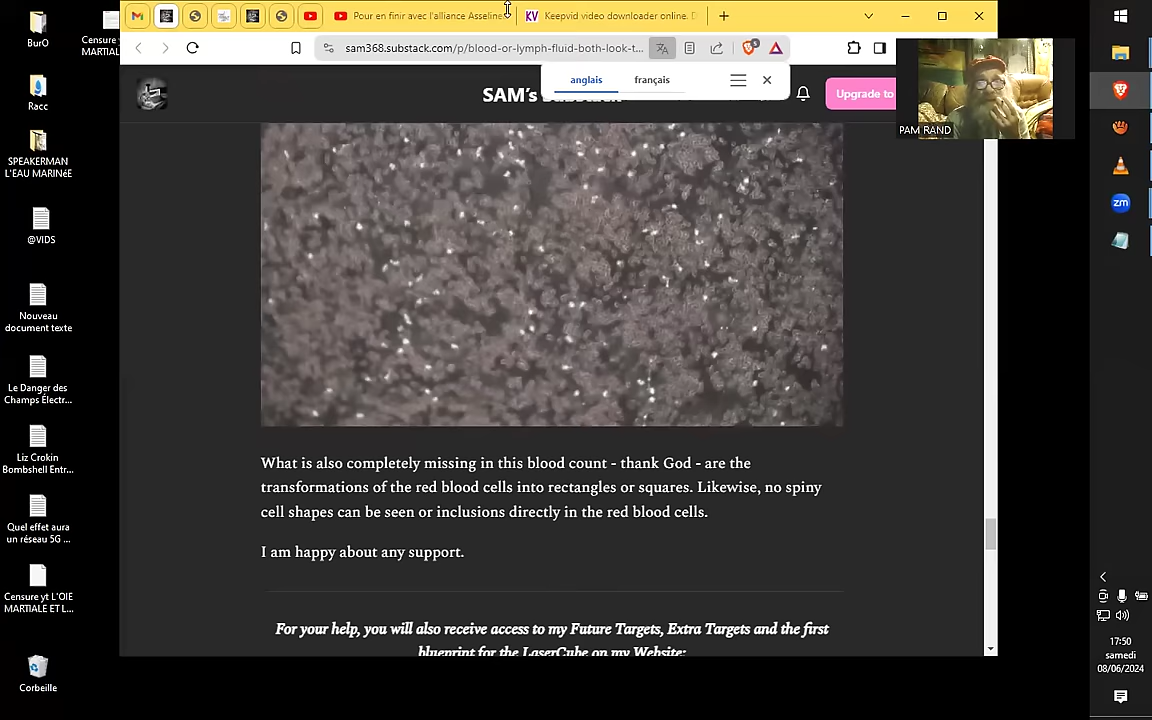 Pour en finir avec l'alliance Asseline
Keepvid video downloader online. D
sam368.substack.com/p/blood-or-lymph-fluid-both-look-t...
anglais
français
SAM's Substack
Upgrade to
PAM RAND
What is also completely missing in this blood count - thank God - are the
transformations of the red blood cells into rectangles or squares. Likewise, no spiny
cell shapes can be seen or inclusions directly in the red blood cells.
I am happy about any support.
For your help, you will also receive access to my Future Targets, Extra Targets and the first
blueprint for the LaserCube on my Website:
BurO
Censure
MARTIAL
Racc
SPEAKERMAN
L'EAU MARINéE
@VIDS
Nouveau
document texte
Le Danger des
Champs Électr...
Liz Crokin
Bombshell Entr...
Quel effet aura
un réseau 5G ...
Censure yt L'OIE
MARTIALE ET L...
Corbeille
KV
zm
17:50
samedi
08/06/2024